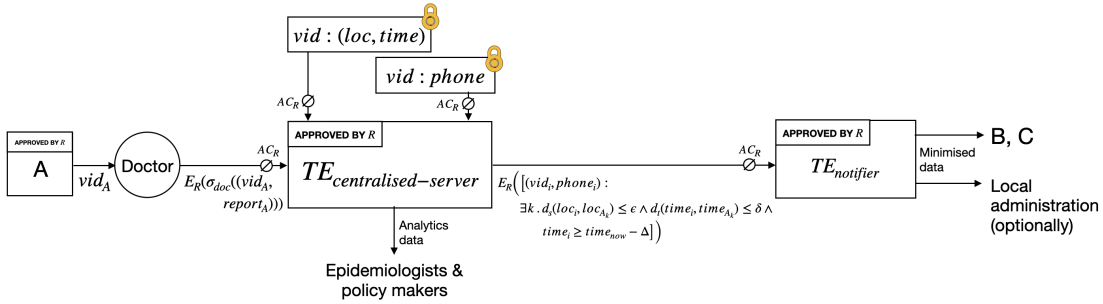 vid : (loc, time)
vid : phone
AC_R
AC_R
APPROVED BY R
A
vid_A
Doctor
AC_R
E_R(σ_doc((vid_A,
report_A)))
APPROVED BY R
TE_centralised−server
Analytics
data
Epidemiologists &
policy makers
AC_R
E_R([(vid_i, phone_i) :
∃k . d_s(loc_i, loc_{A_k}) ≤ ϵ ∧ d_t(time_i, time_{A_k}) ≤ δ ∧
time_i ≥ time_now − Δ])
APPROVED BY R
TE_notifier
Minimised
data
B, C
Local
administration
(optionally)